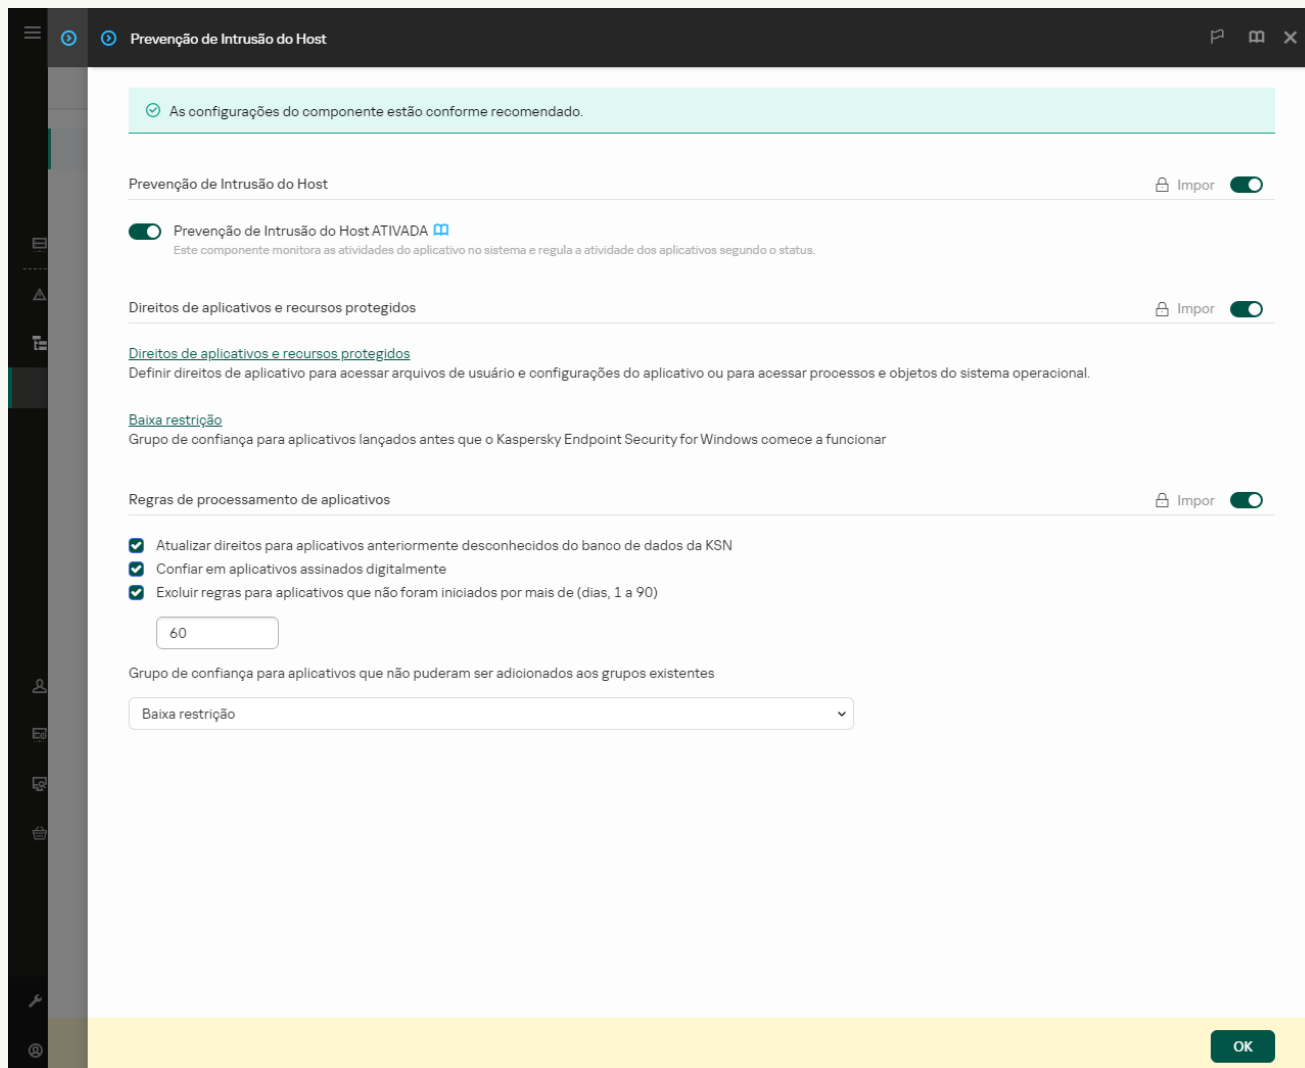 Prevenção de Intrusão do Host
As configurações do componente estão conforme recomendado.
Prevenção de Intrusão do Host
Impor
Prevenção de Intrusão do Host ATIVADA
Este componente monitora as atividades do aplicativo no sistema e regula a atividade dos aplicativos segundo o status.
Direitos de aplicativos e recursos protegidos
Impor
Direitos de aplicativos e recursos protegidos
Definir direitos de aplicativo para acessar arquivos de usuário e configurações do aplicativo ou para acessar processos e objetos do sistema operacional.
Baixa restrição
Grupo de confiança para aplicativos lançados antes que o Kaspersky Endpoint Security for Windows comece a funcionar
Regras de processamento de aplicativos
Impor
Atualizar direitos para aplicativos anteriormente desconhecidos do banco de dados da KSN
Confiar em aplicativos assinados digitalmente
Excluir regras para aplicativos que não foram iniciados por mais de (dias, 1 a 90)
60
Grupo de confiança para aplicativos que não puderam ser adicionados aos grupos existentes
Baixa restrição
OK